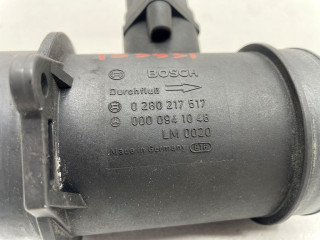 BOSCH
Durchfluß
0 280 217 517
000 094 10 48
LM 0020
Made in Germany